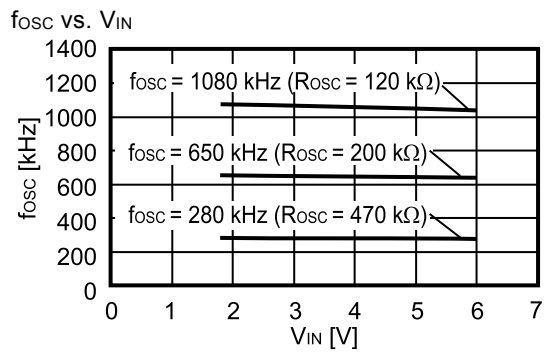 fOSC vs. VIN
1400
1200
1000
800
600
400
200
0
fOSC [kHz]
fOSC = 1080 kHz (ROSC = 120 kΩ)
fOSC = 650 kHz (ROSC = 200 kΩ)
fOSC = 280 kHz (ROSC = 470 kΩ)
0 1 2 3 4 5 6 7
VIN [V]